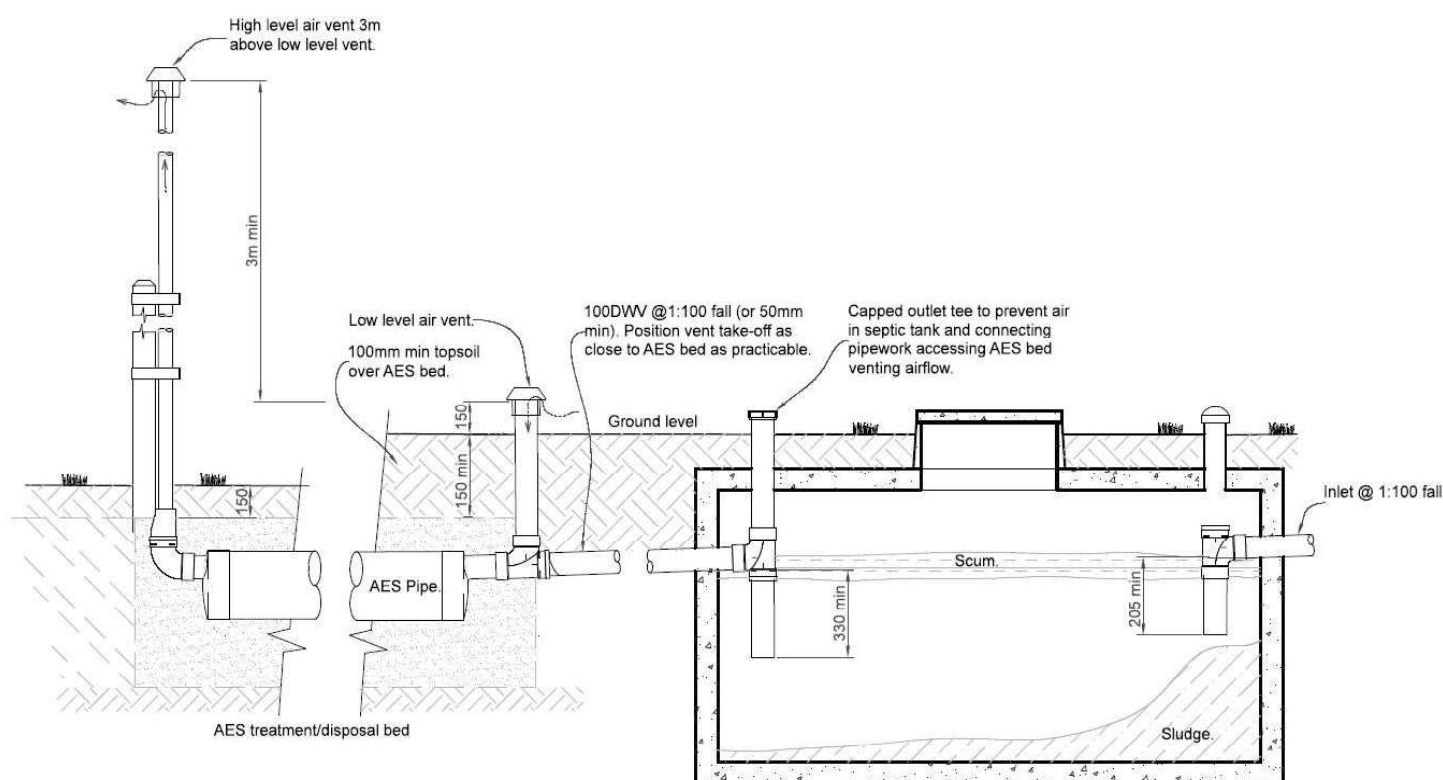 High level air vent 3m
above low level vent.
3m min
Low level air vent.
100mm min topsoil
over AES bed.
100DWV @1:100 fall (or 50mm
min). Position vent take-off as
close to AES bed as practicable.
Capped outlet tee to prevent air
in septic tank and connecting
pipework accessing AES bed
venting airflow.
150
Ground level
150 min
150
Inlet @ 1:100 fall
Scum.
AES Pipe.
330 min
205 min
AES treatment/disposal bed
Sludge.